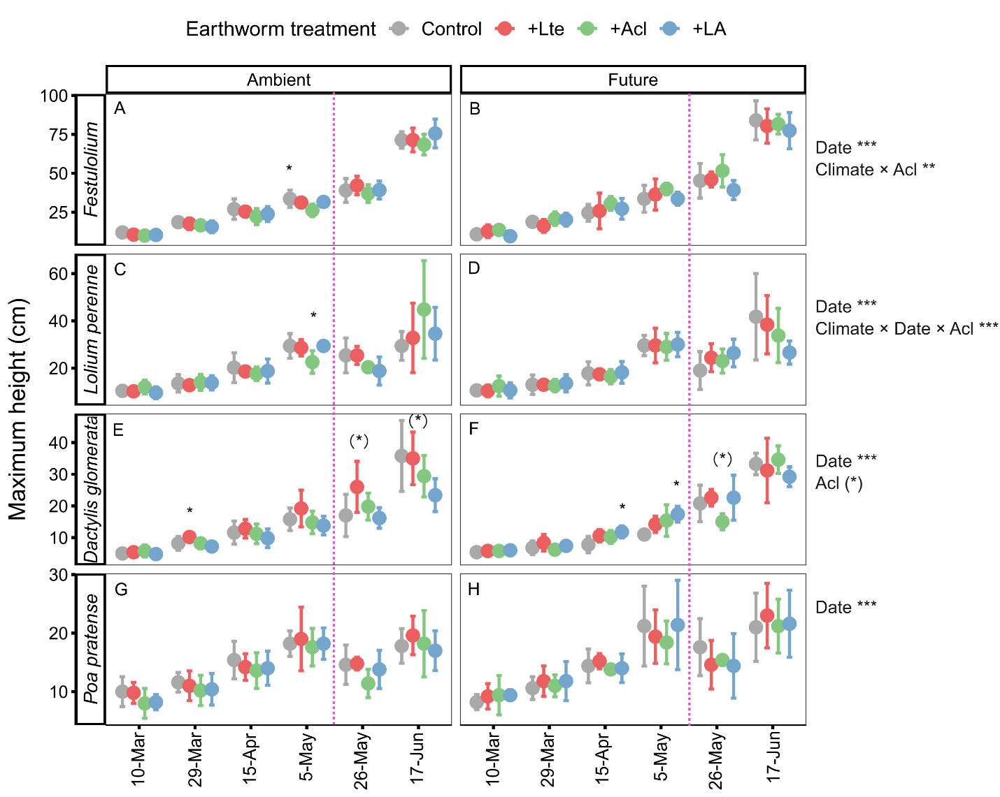 Earthworm treatment Control +Lte +Acl +LA
Ambient Future
Maximum height (cm)
Festulolium
100
75
50
25
A
*
B
Date ***
Climate × Acl **
Lolium perenne
60
40
20
C
*
D
Date ***
Climate × Date × Acl ***
Dactylis glomerata
40
30
20
10
E
*
(*)
(*)
F
*
*
(*)
Date ***
Acl (*)
Poa pratense
30
20
10
G
H
Date ***
10-Mar 29-Mar 15-Apr 5-May 26-May 17-Jun 10-Mar 29-Mar 15-Apr 5-May 26-May 17-Jun